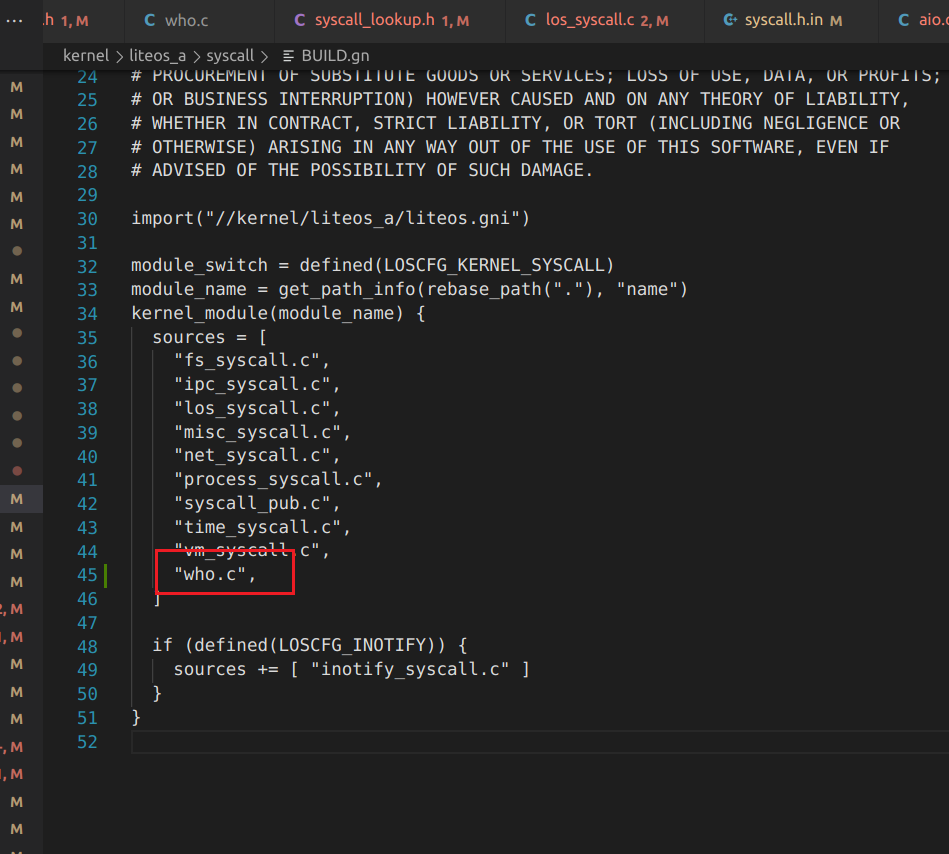 ... .h 1, M C who.c C syscall_lookup.h 1, M C los_syscall.c 2, M C syscall.h.in M C aio.
kernel > liteos_a > syscall > BUILD.gn
24 # PROCUREMENT OF SUBSTITUTE GOODS OR SERVICES; LOSS OF USE, DATA, OR PROFITS;
M 25 # OR BUSINESS INTERRUPTION) HOWEVER CAUSED AND ON ANY THEORY OF LIABILITY,
M 26 # WHETHER IN CONTRACT, STRICT LIABILITY, OR TORT (INCLUDING NEGLIGENCE OR
M 27 # OTHERWISE) ARISING IN ANY WAY OUT OF THE USE OF THIS SOFTWARE, EVEN IF
M 28 # ADVISED OF THE POSSIBILITY OF SUCH DAMAGE.
M 29
M 30 import("//kernel/liteos_a/liteos.gni")
31
M 32 module_switch = defined(LOSCFG_KERNEL_SYSCALL)
33 module_name = get_path_info(rebase_path("."), "name")
M 34 kernel_module(module_name) {
35 sources = [
36 "fs_syscall.c",
37 "ipc_syscall.c",
38 "los_syscall.c",
39 "misc_syscall.c",
40 "net_syscall.c",
41 "process_syscall.c",
M 42 "syscall_pub.c",
M 43 "time_syscall.c",
M 44 "vm_syscall.c",
M 45 "who.c",
2, M 46 ]
47
1, M 48 if (defined(LOSCFG_INOTIFY)) {
M 49 sources += [ "inotify_syscall.c" ]
M 50 }
M 51 }
M 52
M
M
M